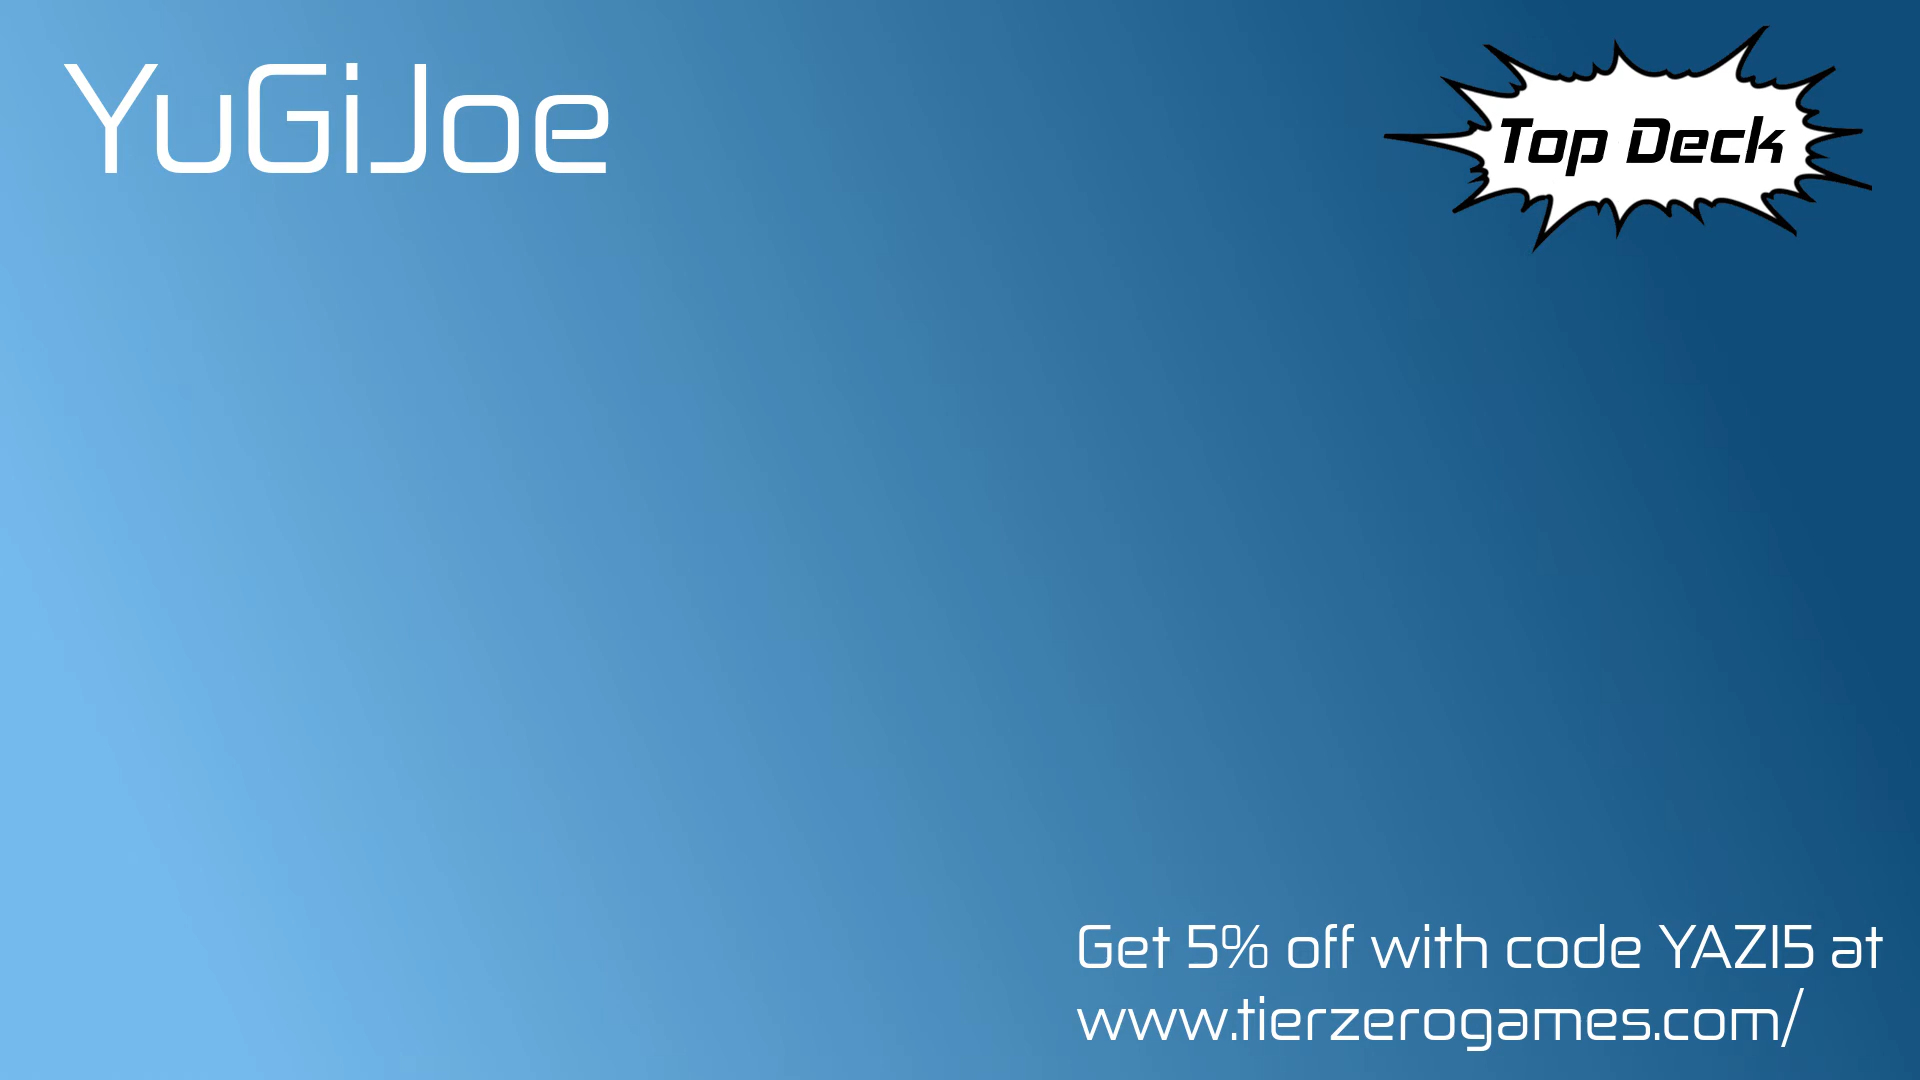 YuGiJoe
Top Deck
Get 5% off with code YAZI5 at
www.tierzerogames.com/